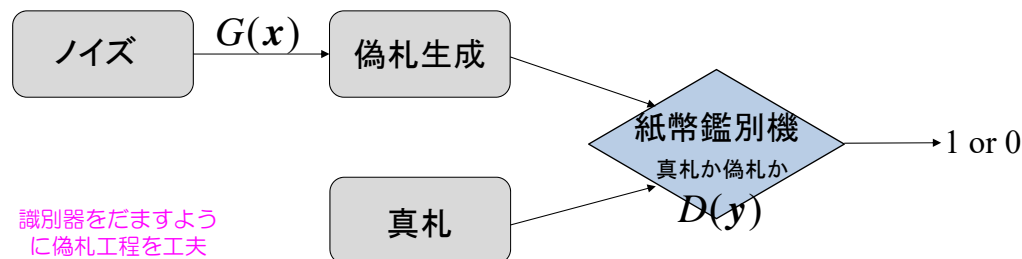 ノイズ
G(x)
偽札生成
紙幣鑑別機
真札か偽札か
D(y)
1 or 0
真札
識別器をだますよう
に偽札工程を工夫